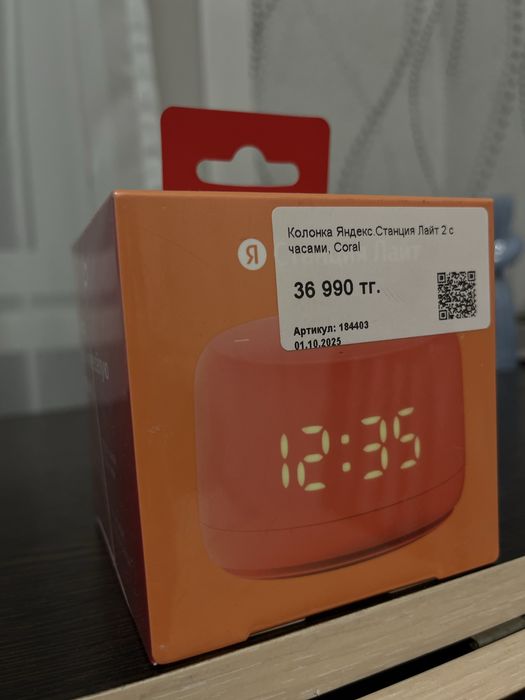 Колонка Яндекс.Станция Лайт 2 с
часами, Coral
Я
36 990 тг.
Артикул: 184403
01.10.2025
12:35